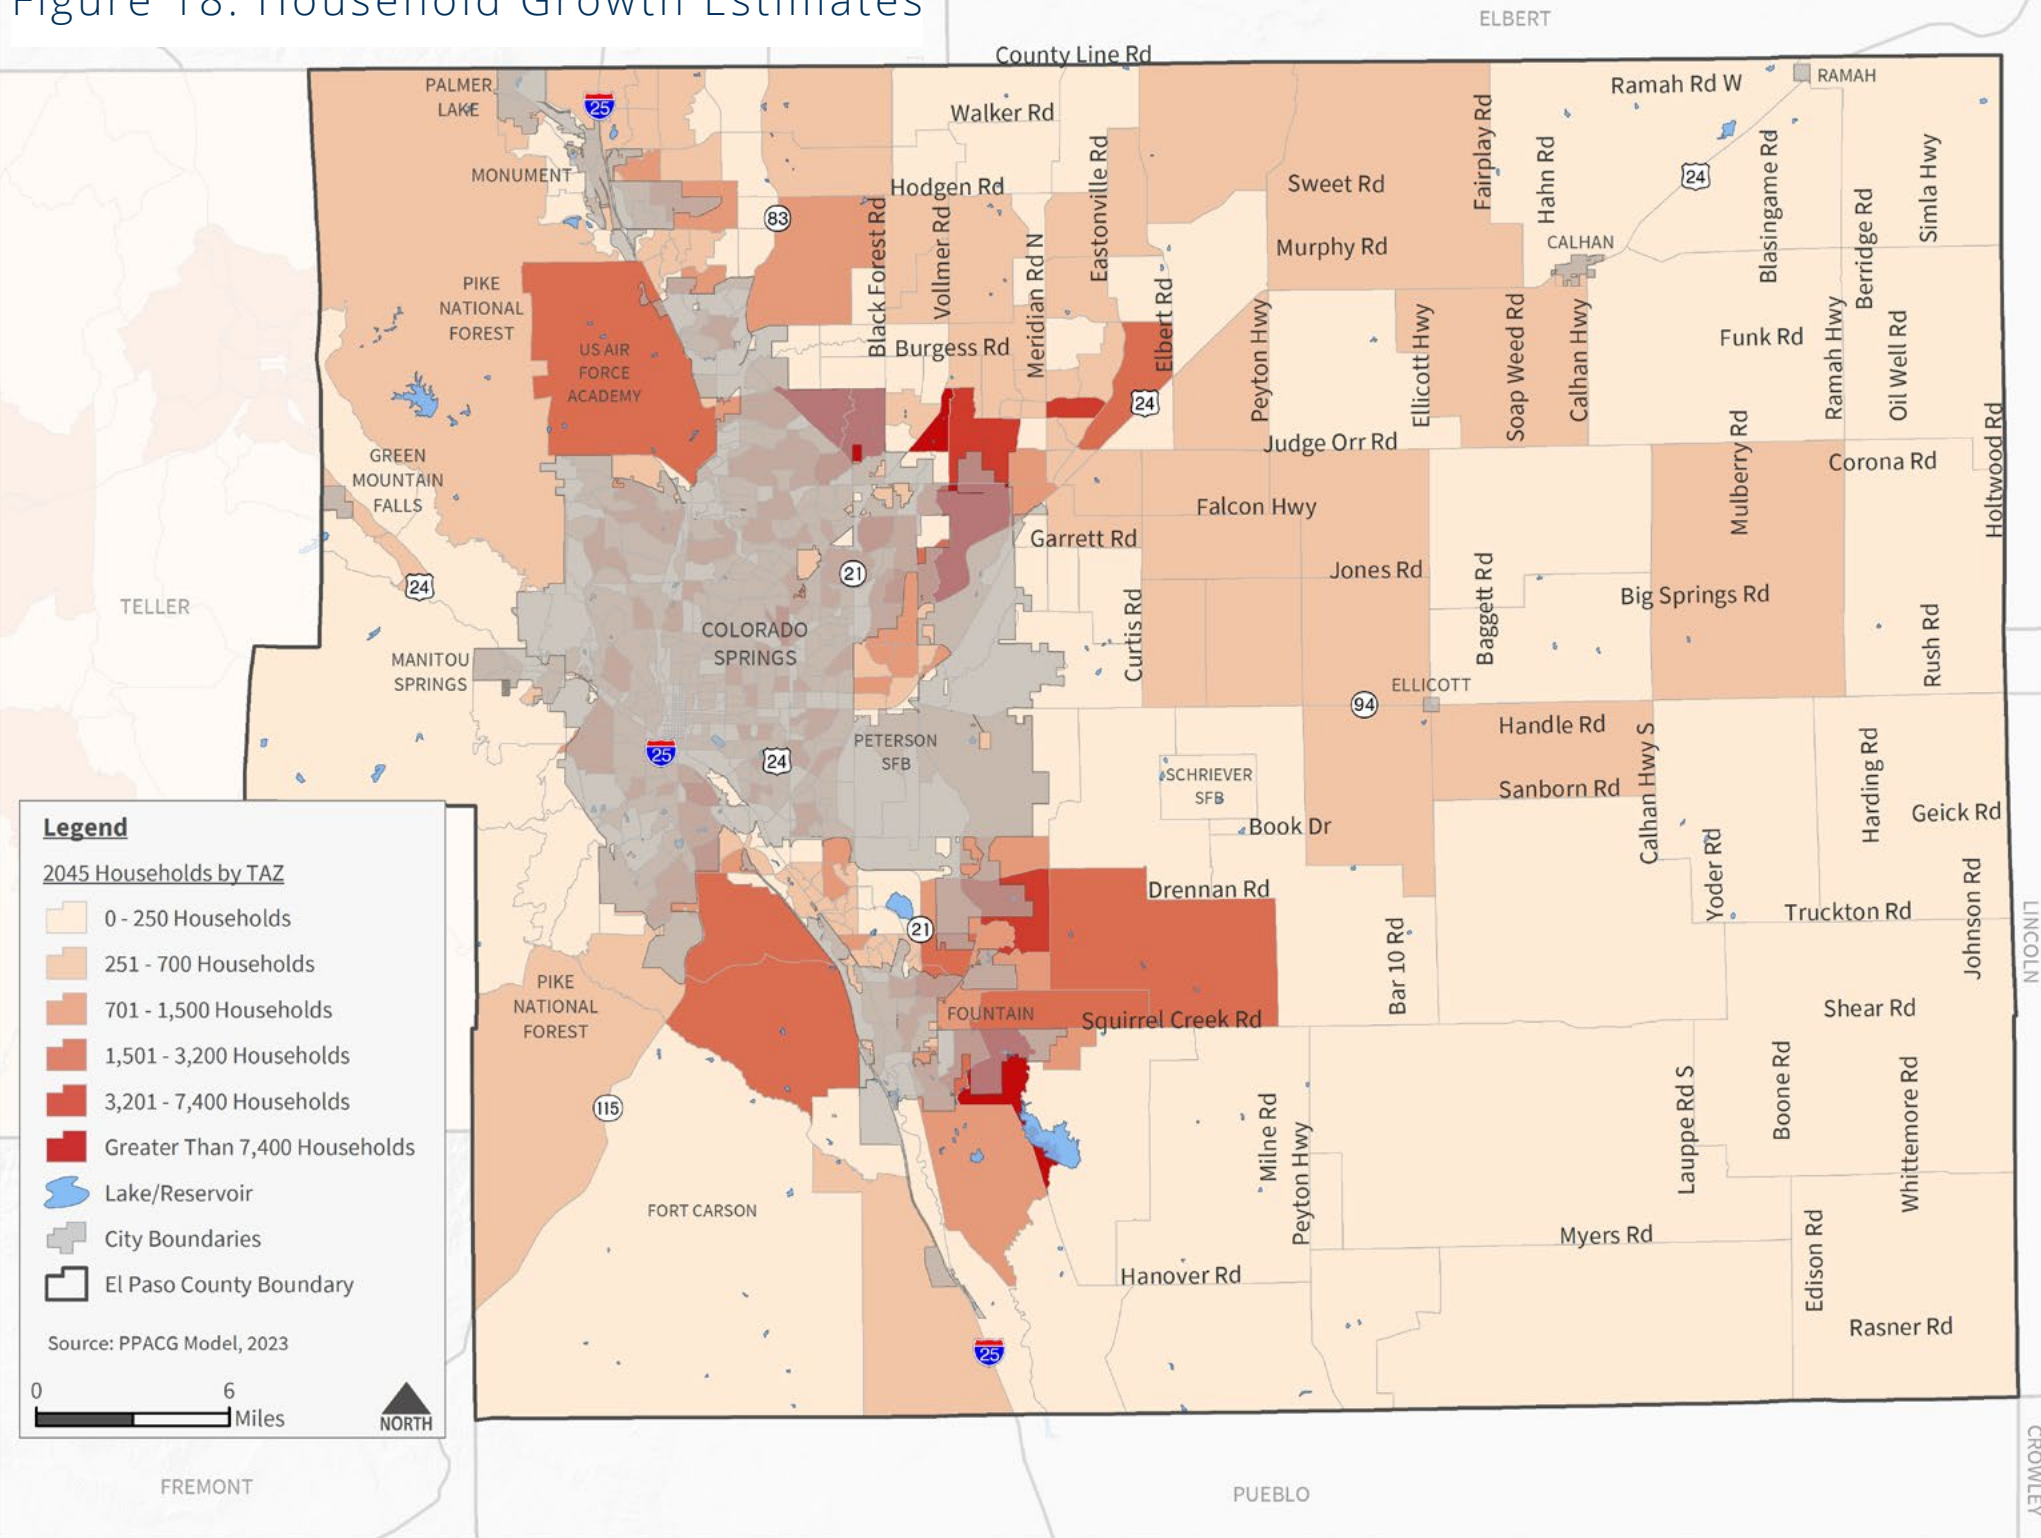 Figure 18: Household Growth Estimates
ELBERT
County Line Rd
PALMER
LAKE
25
Walker Rd
Ramah Rd W
RAMAH
MONUMENT
Hodgen Rd
Eastonville Rd
Sweet Rd
Fairplay Rd
Hahn Rd
24
Blasingame Rd
Simla Hwy
83
Black Forest Rd
Vollmer Rd
Meridian Rd N
Murphy Rd
CALHAN
Berridge Rd
PIKE
NATIONAL
FOREST
US AIR
FORCE
ACADEMY
Burgess Rd
Elbert Rd
Peyton Hwy
Ellicott Hwy
Soap Weed Rd
Calhan Hwy
Funk Rd
Ramah Hwy
Oil Well Rd
24
Judge Orr Rd
Mulberry Rd
Corona Rd
Holtwood Rd
GREEN
MOUNTAIN
FALLS
Falcon Hwy
Garrett Rd
24
21
Jones Rd
Baggett Rd
Big Springs Rd
Rush Rd
TELLER
COLORADO
SPRINGS
Curtis Rd
MANITOU
SPRINGS
ELLICOTT
94
25
24
PETERSON
SFB
Handle Rd
Calhan Hwy S
Harding Rd
SCHRIEVER
SFB
Sanborn Rd
Geick Rd
Book Dr
Yoder Rd
Drennan Rd
Truckton Rd
Johnson Rd
LINCOLN
21
Bar 10 Rd
PIKE
NATIONAL
FOREST
FOUNTAIN
Squirrel Creek Rd
Shear Rd
115
Milne Rd
Peyton Hwy
Lauppe Rd S
Boone Rd
Whittemore Rd
FORT CARSON
Myers Rd
Hanover Rd
Edison Rd
Rasner Rd
25
Legend
2045 Households by TAZ
0 - 250 Households
251 - 700 Households
701 - 1,500 Households
1,501 - 3,200 Households
3,201 - 7,400 Households
Greater Than 7,400 Households
Lake/Reservoir
City Boundaries
El Paso County Boundary
Source: PPACG Model, 2023
0 6
Miles
NORTH
FREMONT
PUEBLO
CROWLEY